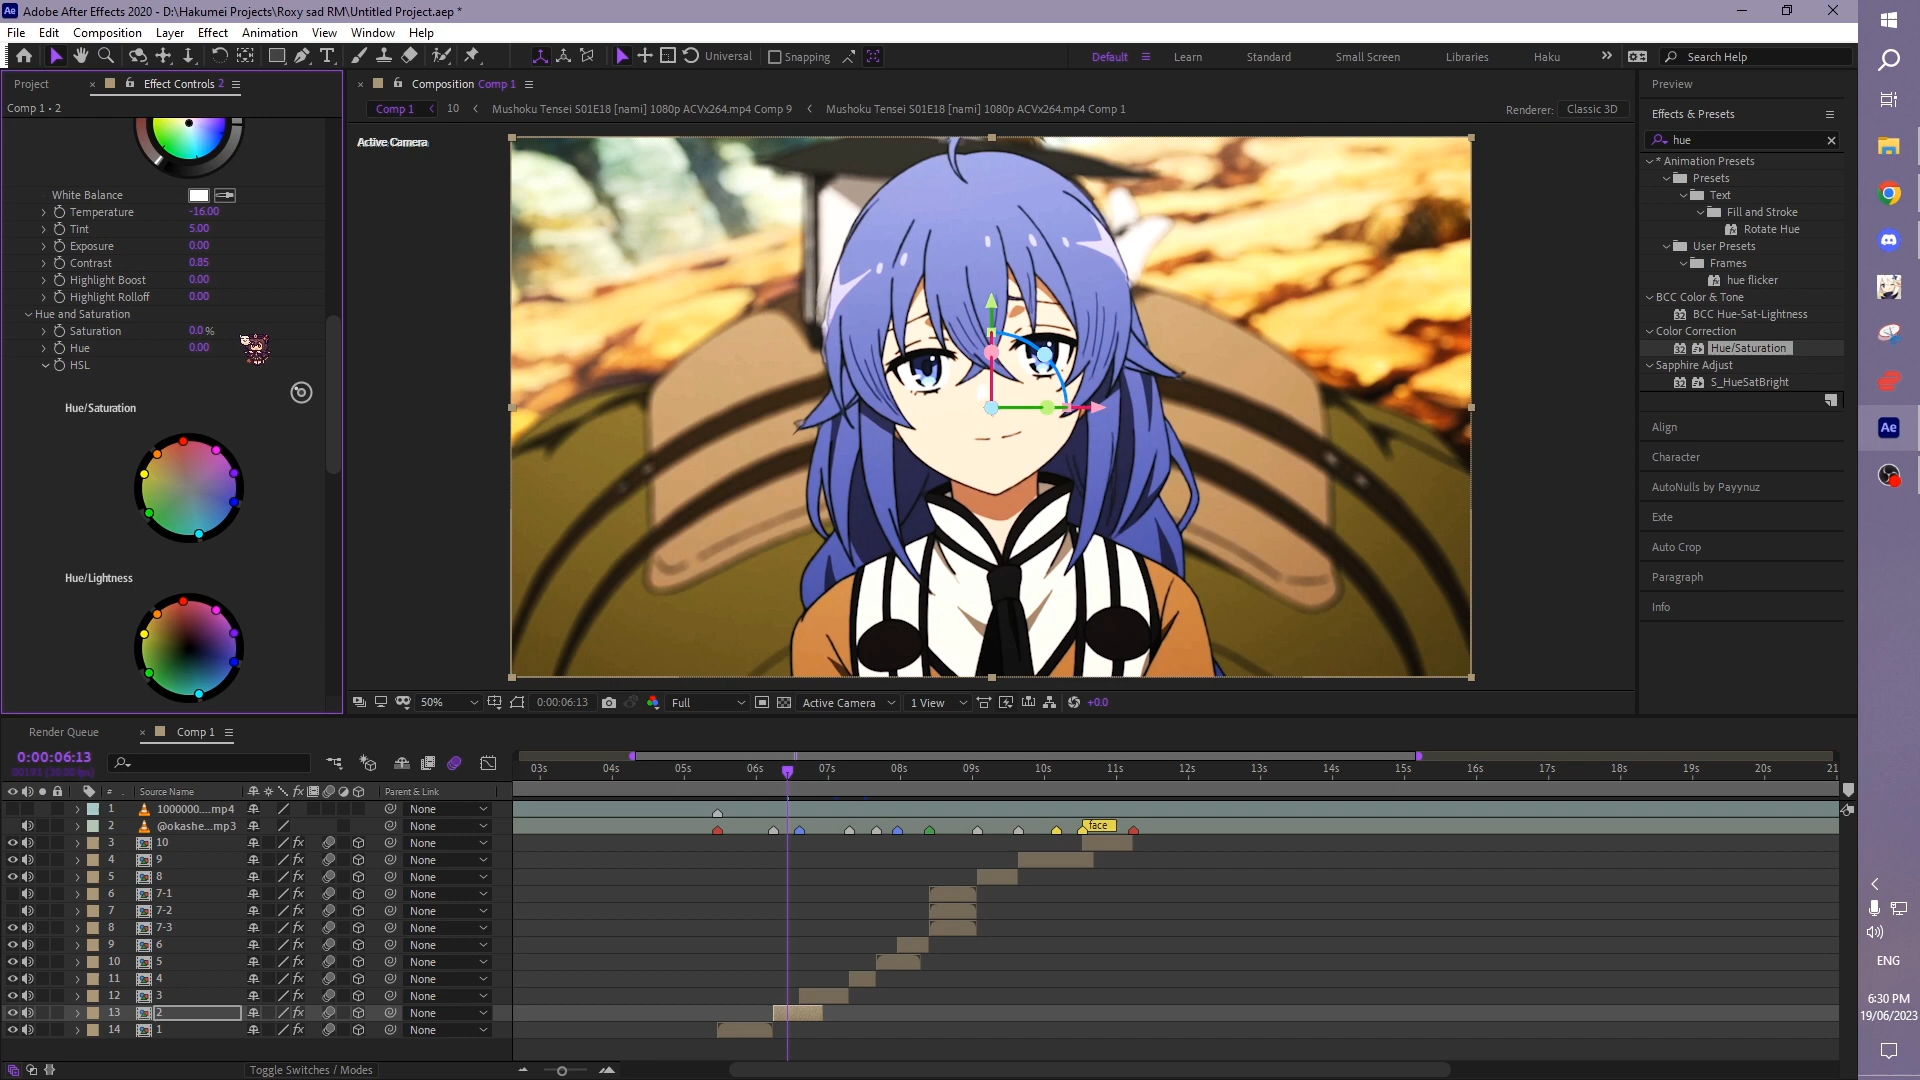 Ae Adobe After Effects 2020 - D:\Hakumei Projects\Roxy sad RM\Untitled Project.aep *
File Edit Composition Layer Effect Animation View Window Help
Universal Snapping Default Learn Standard Small Screen Libraries Haku Search Help
Project Effect Controls 2
Comp 1 • 2
White Balance
Temperature -16.00
Tint 5.00
Exposure 0.00
Contrast 0.85
Highlight Boost 0.00
Highlight Rolloff 0.00
Hue and Saturation
Saturation 0.0 %
Hue 0.00
HSL
Hue/Saturation
Hue/Lightness
Composition Comp 1
Comp 1 10 Mushoku Tensei S01E18 [nami] 1080p ACVx264.mp4 Comp 9 Mushoku Tensei S01E18 [nami] 1080p ACVx264.mp4 Comp 1
Renderer: Classic 3D
Active Camera
50% 0:00:06:13 Full Active Camera 1 View +0.0
Preview
Effects & Presets
hue
* Animation Presets
Presets
Text
Fill and Stroke
Rotate Hue
User Presets
Frames
hue flicker
BCC Color & Tone
BCC Hue-Sat-Lightness
Color Correction
32 Hue/Saturation
Sapphire Adjust
32 S_HueSatBright
Align
Character
AutoNulls by Payynuz
Exte
Auto Crop
Paragraph
Info
Render Queue Comp 1
0:00:06:13
03s 04s 05s 06s 07s 08s 09s 10s 11s 12s 13s 14s 15s 16s 17s 18s 19s 20s 21
# Source Name Parent & Link
1 1000000....mp4 None
2 @okashe...mp3 None
face
3 10 None
4 9 None
5 8 None
6 7-1 None
7 7-2 None
8 7-3 None
9 6 None
10 5 None
11 4 None
12 3 None
13 2 None
14 1 None
Toggle Switches / Modes
Ae
ENG
6:30 PM
19/06/2023